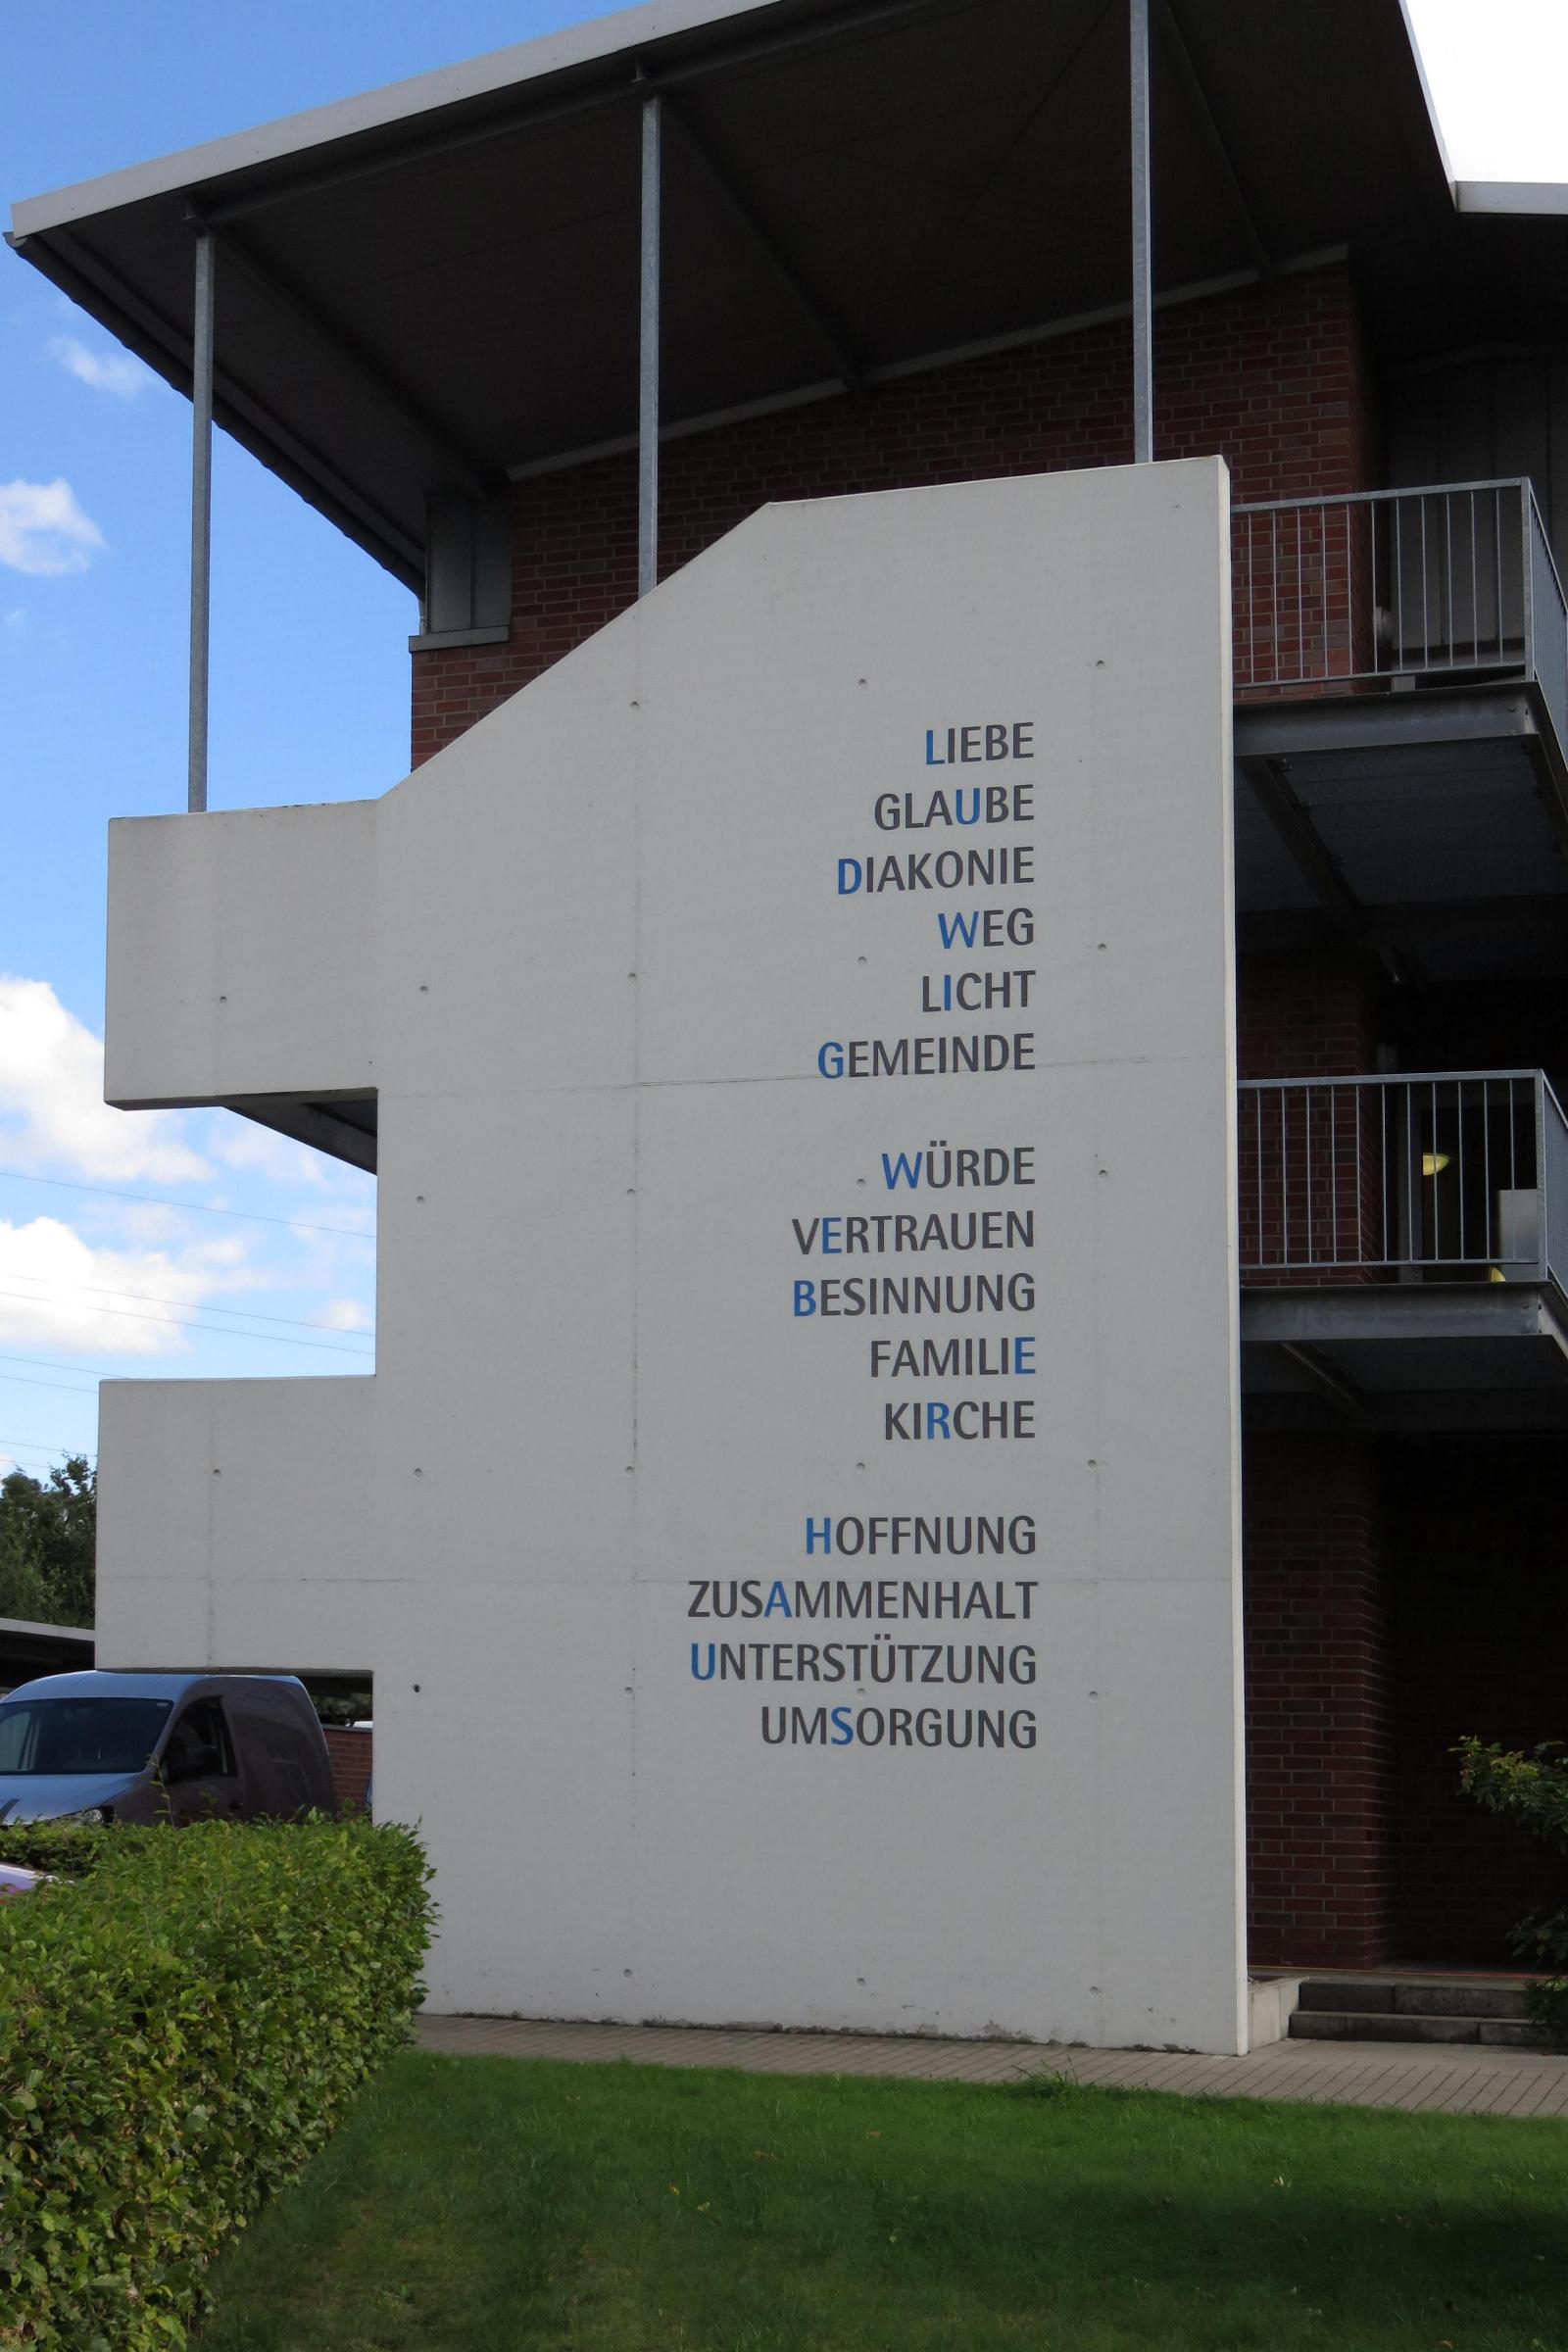 LIEBE
GLAUBE
DIAKONIE
WEG
LICHT
GEMEINDE
WÜRDE
VERTRAUEN
BESINNUNG
FAMILIE
KIRCHE
HOFFNUNG
ZUSAMMENHALT
UNTERSTÜTZUNG
UMSORGUNG